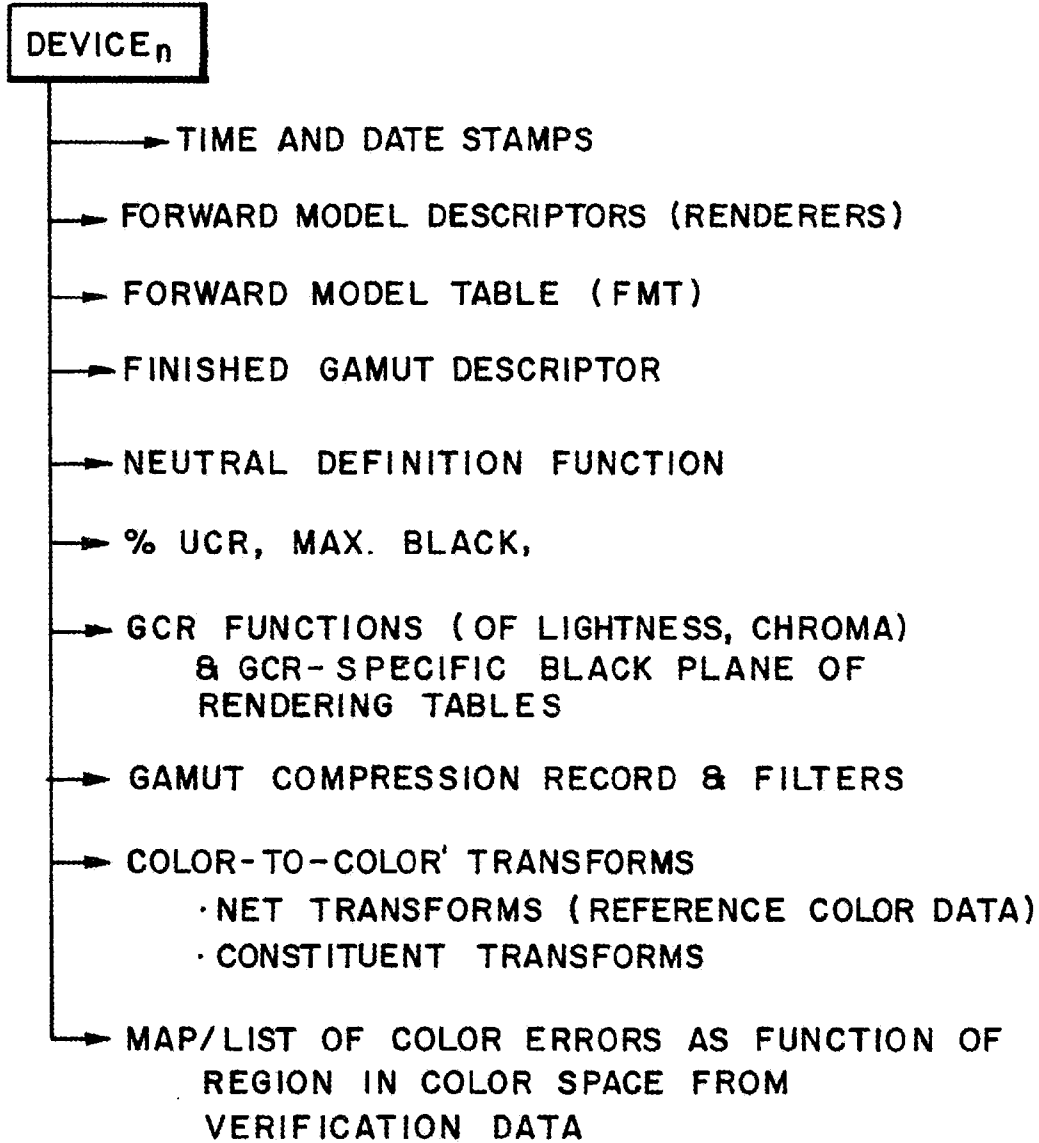 DEVICEn
TIME AND DATE STAMPS
FORWARD MODEL DESCRIPTORS (RENDERERS)
FORWARD MODEL TABLE (FMT)
FINISHED GAMUT DESCRIPTOR
NEUTRAL DEFINITION FUNCTION
% UCR, MAX. BLACK,
GCR FUNCTIONS (OF LIGHTNESS, CHROMA)
& GCR-SPECIFIC BLACK PLANE OF
RENDERING TABLES
GAMUT COMPRESSION RECORD & FILTERS
COLOR-TO-COLOR' TRANSFORMS
· NET TRANSFORMS (REFERENCE COLOR DATA)
· CONSTITUENT TRANSFORMS
MAP/LIST OF COLOR ERRORS AS FUNCTION OF
REGION IN COLOR SPACE FROM
VERIFICATION DATA